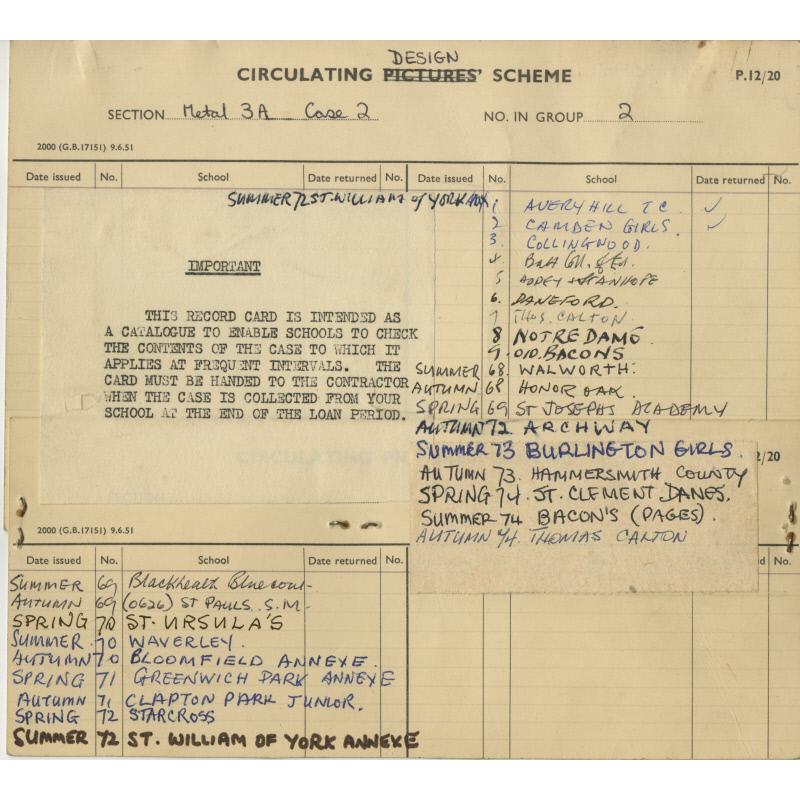 DESIGN
CIRCULATING PICTURES' SCHEME
P.12/20
SECTION Metal 3A Case 2 NO. IN GROUP 2
2000 (G.B.17151) 9.6.51
Date issued No. School Date returned No. Date issued No. School Date returned No.
SUMMER 72 ST. WILLIAM of YORK
IMPORTANT
THIS RECORD CARD IS INTENDED AS
A CATALOGUE TO ENABLE SCHOOLS TO CHECK
THE CONTENTS OF THE CASE TO WHICH IT
APPLIES AT FREQUENT INTERVALS. THE
CARD MUST BE HANDED TO THE CONTRACTOR
WHEN THE CASE IS COLLECTED FROM YOUR
SCHOOL AT THE END OF THE LOAN PERIOD.
1 AVERY HILL T C. ✓
2 CAMDEN GIRLS. ✓
3. COLLINGWOOD.
4 Batt Coll. of Ed.
5 ADDEY + STANHOPE
6. DANEFORD.
7 THOS. CALTON.
8 NOTRE DAME
9. OLD. BACONS
SUMMER 68. WALWORTH.
AUTUMN 68 HONOR OAK.
SPRING 69 ST JOSEPHS ACADEMY
AUTUMN 72 ARCHWAY
SUMMER 73 BURLINGTON GIRLS.
AUTUMN 73. HAMMERSMITH COUNTY
SPRING 74. ST. CLEMENT DANES.
SUMMER 74 BACON'S (PAGES).
AUTUMN 74. THOMAS CALTON
2/20
2000 (G.B.17151) 9.6.51
Date issued No. School Date returned No.
No.
SUMMER 69 Blackheath Bluecoat
AUTUMN 69 (0626) ST PAULS. S.M.
SPRING 70 ST. URSULA'S
SUMMER 70 WAVERLEY.
AUTUMN 70 BLOOMFIELD ANNEXE.
SPRING 71 GREENWICH PARK ANNEXE
AUTUMN 71 CLAPTON PARK JUNIOR.
SPRING 72 STARCROSS
SUMMER 72 ST. WILLIAM OF YORK ANNEXE